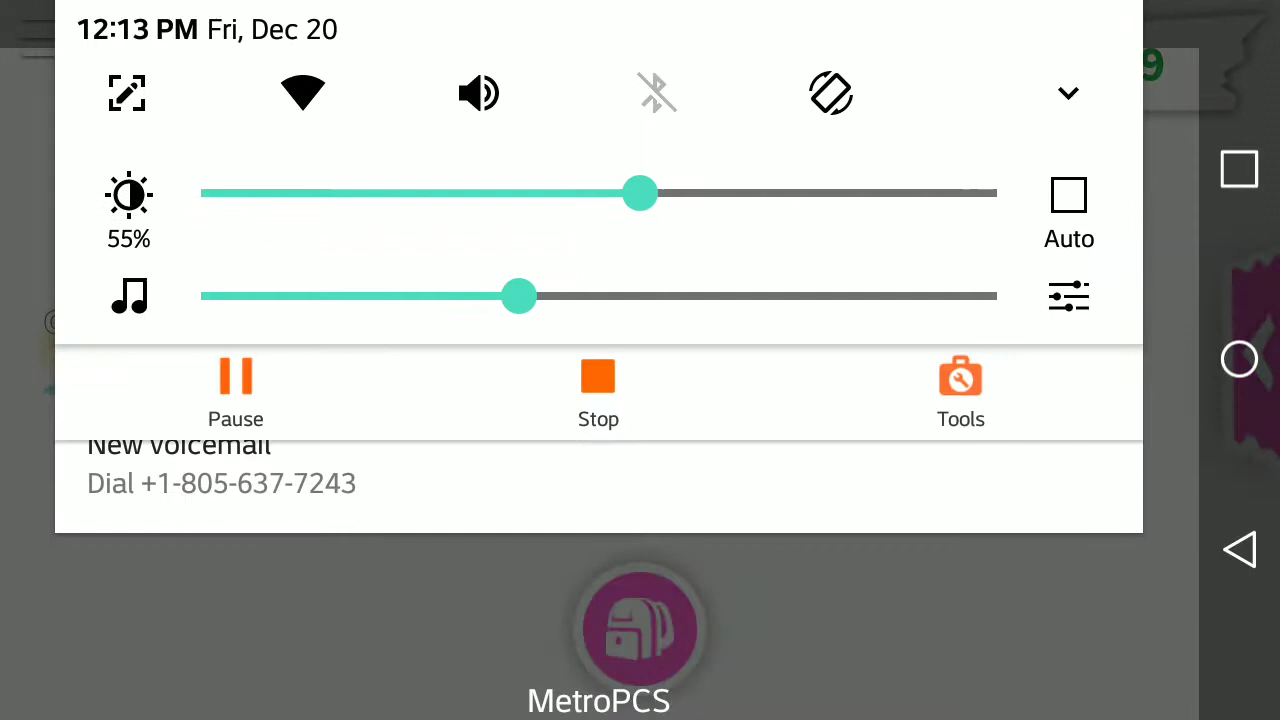 12:13 PM Fri, Dec 20
9
55%
Auto
Pause
Stop
Tools
New voicemail
Dial +1-805-637-7243
MetroPCS